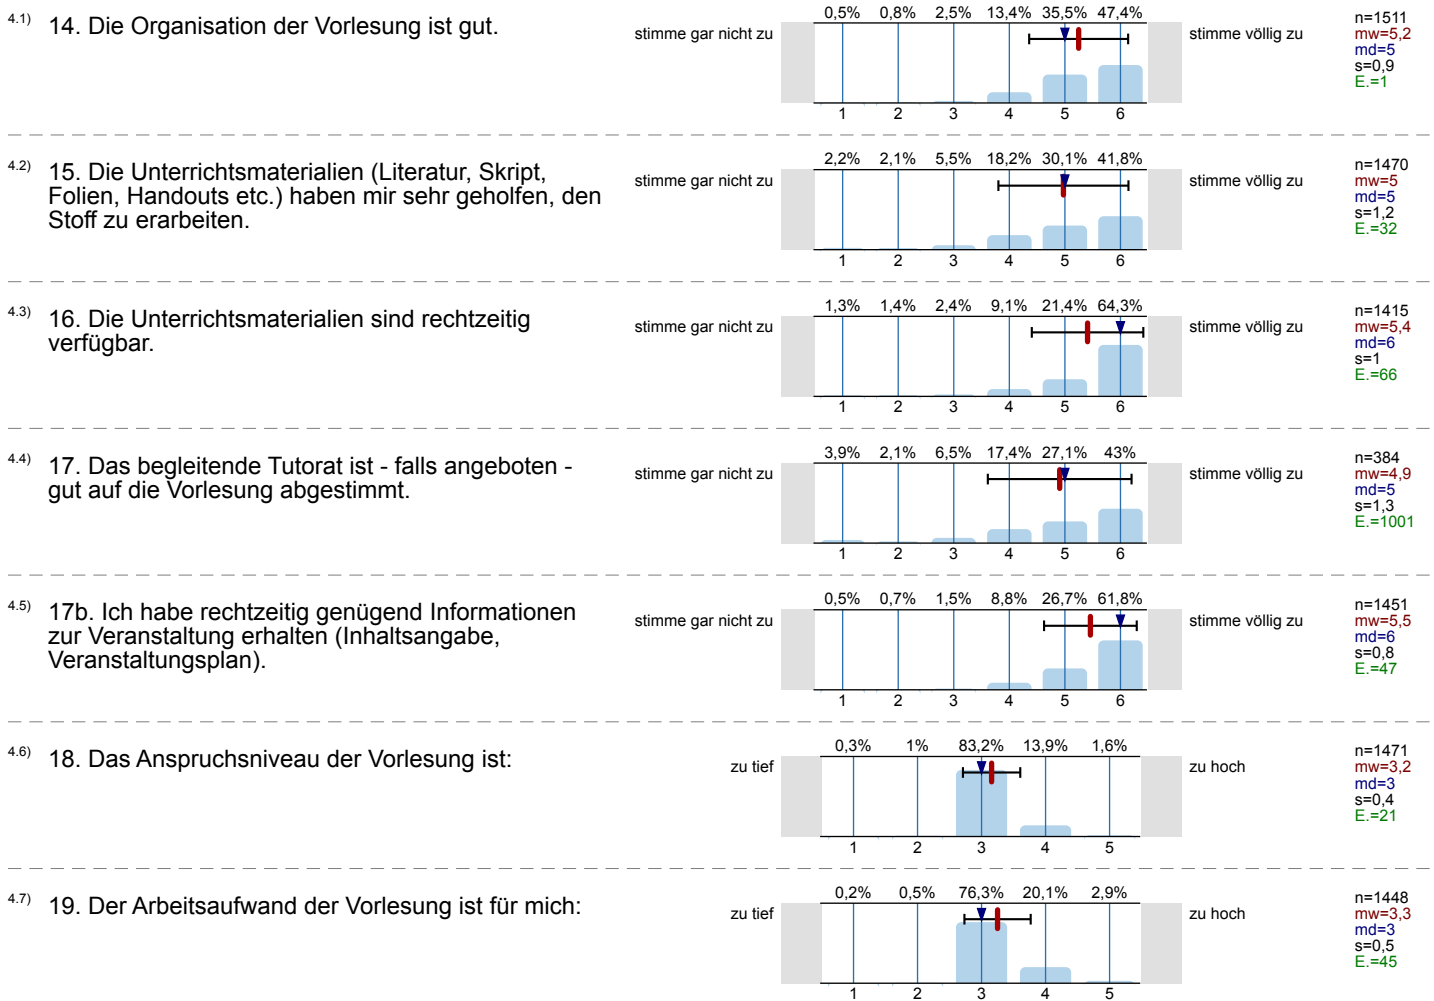 4.1) 14. Die Organisation der Vorlesung ist gut.
stimme gar nicht zu
0,5% 0,8% 2,5% 13,4% 35,5% 47,4%
1 2 3 4 5 6
stimme völlig zu
n=1511
mw=5,2
md=5
s=0,9
E.=1
4.2) 15. Die Unterrichtsmaterialien (Literatur, Skript,
Folien, Handouts etc.) haben mir sehr geholfen, den
Stoff zu erarbeiten.
stimme gar nicht zu
2,2% 2,1% 5,5% 18,2% 30,1% 41,8%
1 2 3 4 5 6
stimme völlig zu
n=1470
mw=5
md=5
s=1,2
E.=32
4.3) 16. Die Unterrichtsmaterialien sind rechtzeitig
verfügbar.
stimme gar nicht zu
1,3% 1,4% 2,4% 9,1% 21,4% 64,3%
1 2 3 4 5 6
stimme völlig zu
n=1415
mw=5,4
md=6
s=1
E.=66
4.4) 17. Das begleitende Tutorat ist - falls angeboten -
gut auf die Vorlesung abgestimmt.
stimme gar nicht zu
3,9% 2,1% 6,5% 17,4% 27,1% 43%
1 2 3 4 5 6
stimme völlig zu
n=384
mw=4,9
md=5
s=1,3
E.=1001
4.5) 17b. Ich habe rechtzeitig genügend Informationen
zur Veranstaltung erhalten (Inhaltsangabe,
Veranstaltungsplan).
stimme gar nicht zu
0,5% 0,7% 1,5% 8,8% 26,7% 61,8%
1 2 3 4 5 6
stimme völlig zu
n=1451
mw=5,5
md=6
s=0,8
E.=47
4.6) 18. Das Anspruchsniveau der Vorlesung ist:
zu tief
0,3% 1% 83,2% 13,9% 1,6%
1 2 3 4 5
zu hoch
n=1471
mw=3,2
md=3
s=0,4
E.=21
4.7) 19. Der Arbeitsaufwand der Vorlesung ist für mich:
zu tief
0,2% 0,5% 76,3% 20,1% 2,9%
1 2 3 4 5
zu hoch
n=1448
mw=3,3
md=3
s=0,5
E.=45